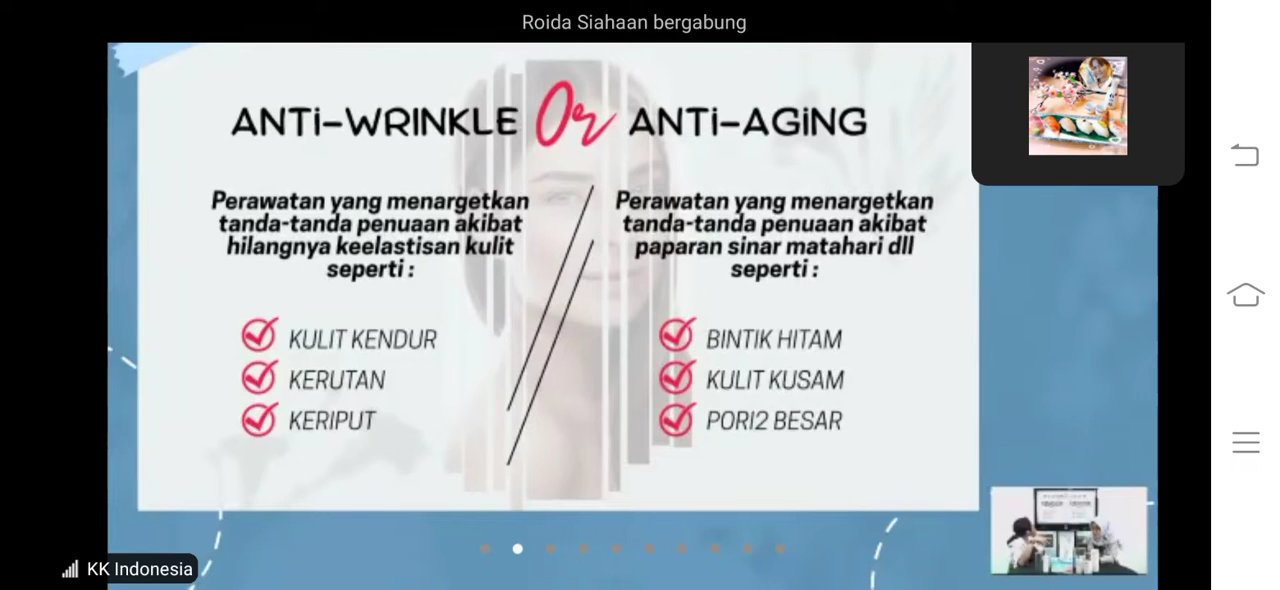 Roida Siahaan bergabung
ANTi-WRINKLE Or ANTi-AGiNG
Perawatan yang menargetkan
tanda-tanda penuaan akibat
hilangnya keelastisan kulit
seperti :
KULIT KENDUR
KERUTAN
KERIPUT
Perawatan yang menargetkan
tanda-tanda penuaan akibat
paparan sinar matahari dll
seperti :
BINTIK HITAM
KULIT KUSAM
PORI2 BESAR
KK Indonesia